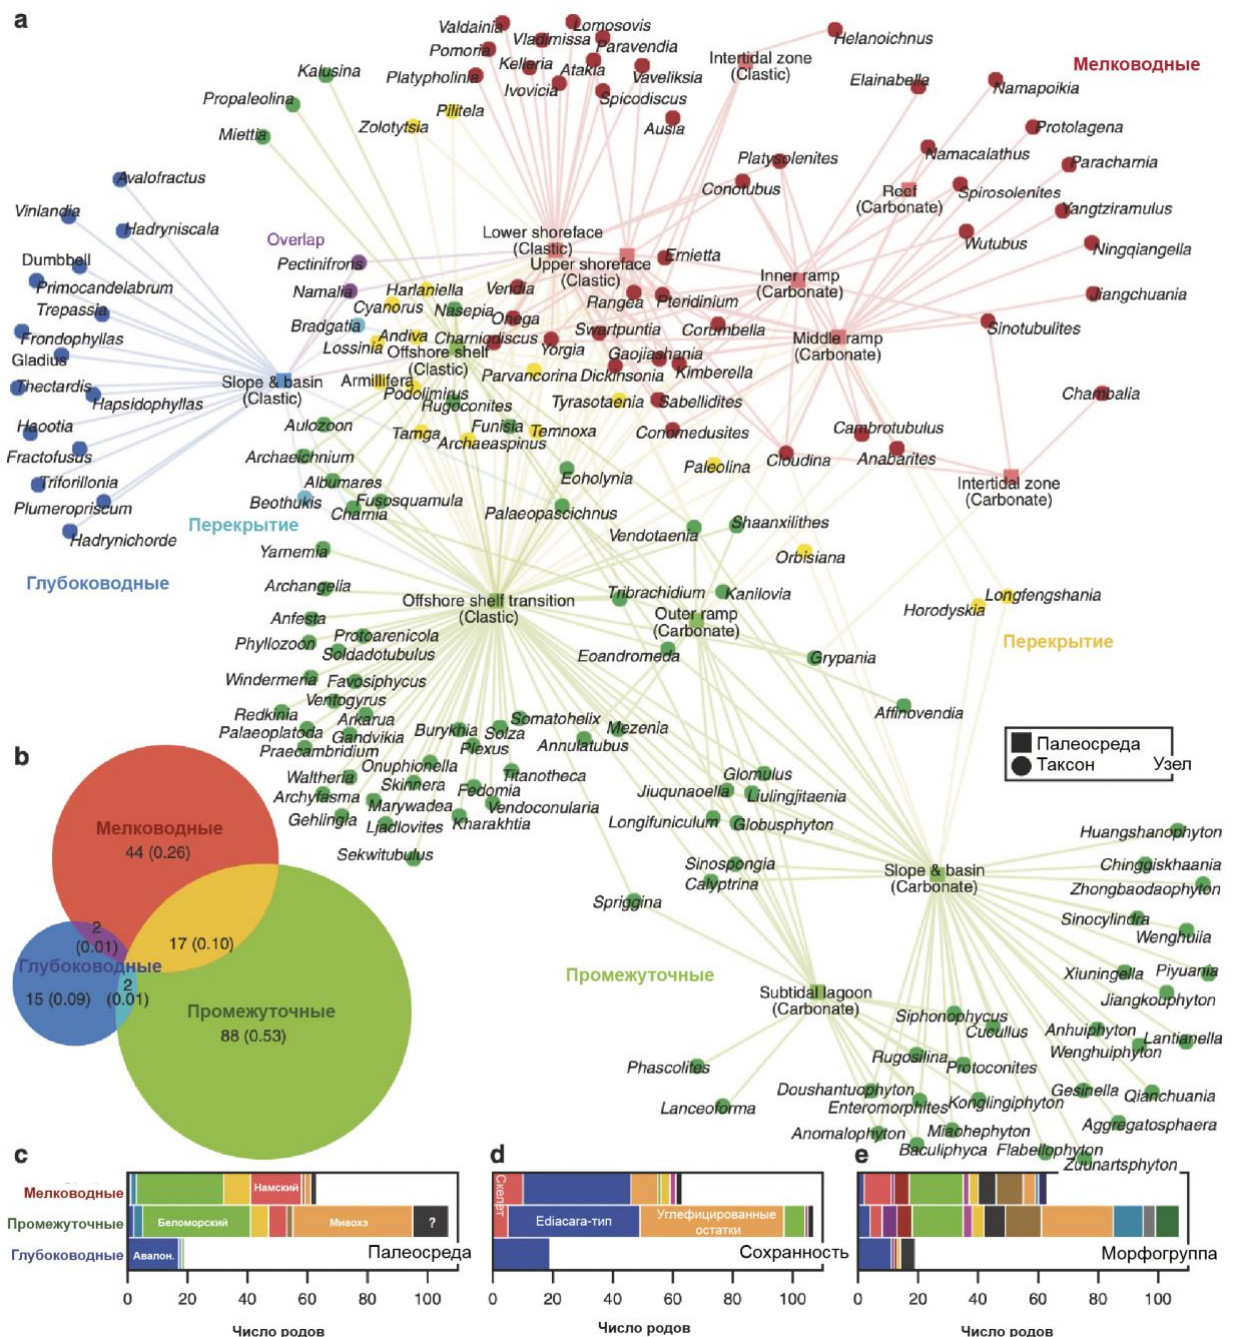 a
Valdainia
Lomosovis
Vladimissa
Paravendia
Helanoichnus
Pomoria
Kelleria
Atakia
Intertidal zone
(Clastic)
Мелководные
Kalusina
Platypholinia
Vaveliksia
Elainabella
Namapoikia
Ivovicia
Spicodiscus
Propaleolina
Pilitela
Zolotytsia
Ausia
Protolagena
Miettia
Platysolenites
Namacalathus
Paracharnia
Avalofractus
Conotubus
Reef
(Carbonate)
Spirosolenites
Vinlandia
Yangtziramulus
Hadryniscala
Lower shoreface
(Clastic)
Overlap
Wutubus
Ningqiangella
Dumbbell
Pectinifrons
Upper shoreface
(Clastic)
Ernietta
Inner ramp
(Carbonate)
Primocandelabrum
Namalia
Harlaniella
Vendia
Rangea
Pteridinium
Jiangchuania
Trepassia
Cyanorus
Nasepia
Onega
Bradgatia
Andiva
Charniodiscus
Swartpuntia
Corumbella
Sinotubulites
Frondophyllas
Lossinia
Offshore shelf
(Clastic)
Yorgia
Gaojiashania
Middle ramp
(Carbonate)
Gladius
Slope & basin
(Clastic)
Armillifera
Parvancorina
Dickinsonia
Kimberella
Thectardis
Podolimirus
Chambalia
Hapsidophyllas
Rugoconites
Tyrasotaenia
Sabellidites
Haootia
Aulozoon
Tamga
Funisia
Temnoxa
Conomedusites
Cambrotubulus
Archaeaspinus
Fractofusus
Archaeichnium
Paleolina
Cloudina
Anabarites
Triforillonia
Albumares
Eoholynia
Intertidal zone
(Carbonate)
Plumeropriscum
Beothukis
Fusosquamula
Charnia
Palaeopascichnus
Перекрытие
Shaanxilithes
Hadrynichorde
Vendotaenia
Yarnemia
Orbisiana
Глубоководные
Archangelia
Offshore shelf transition
(Clastic)
Tribrachidium
Kanilovia
Longfengshania
Horodyskia
Anfesta
Outer ramp
(Carbonate)
Перекрытие
Phyllozoon
Protoarenicola
Soldadotubulus
Eoandromeda
Grypania
Windermeria
Favosiphycus
Ventogyrus
Redkinia
Arkarua
Somatohelix
Affinovendia
Palaeoplatoda
Gandvikia
Burykhia
Solza
Mezenia
Praecambridium
Plexus
Annulatubus
Палеосреда
Таксон
Узел
b
Onuphionella
Waltheria
Skinnera
Titanotheca
Glomulus
Archyfasma
Fedomia
Jiuqunaoella
Liulingjitaenia
Marywadea
Vendoconularia
Gehlingia
Ljadlovites
Kharakhtia
Longifuniculum
Globusphyton
Huangshanophyton
Мелководные
44 (0.26)
Sekwitubulus
Sinospongia
Slope & basin
(Carbonate)
Chinggiskhaania
Calyptrina
Zhongbaodaophyton
Spriggina
Sinocylindra
2
(0.01)
17 (0.10)
Wenghuiia
Глубоководные
Промежуточные
Xiuningella
Piyuania
15 (0.09)
2
(0.01)
Subtidal lagoon
(Carbonate)
Jiangkouphyton
Промежуточные
88 (0.53)
Siphonophycus
Cucullus
Anhuiphyton
Lantianella
Wenghuiphyton
Rugosilina
Protoconites
Phascolites
Doushantuophyton
Gesinella
Qianchuania
Lanceoforma
Enteromorphites
Konglingiphyton
Aggregatosphaera
Anomalophyton
Miaohephyton
Baculiphyca
Flabellophyton
Zuunartsphyton
c
Мелководные
Намский
Промежуточные
Беломорский
Миаохэ
?
Глубоководные
Авалон.
Палеосреда
0 20 40 60 80 100
Число родов
d
Скелет
Ediacara-тип
Углефицированные
остатки
Сохранность
0 20 40 60 80 100
Число родов
e
Морфогруппа
0 20 40 60 80 100
Число родов